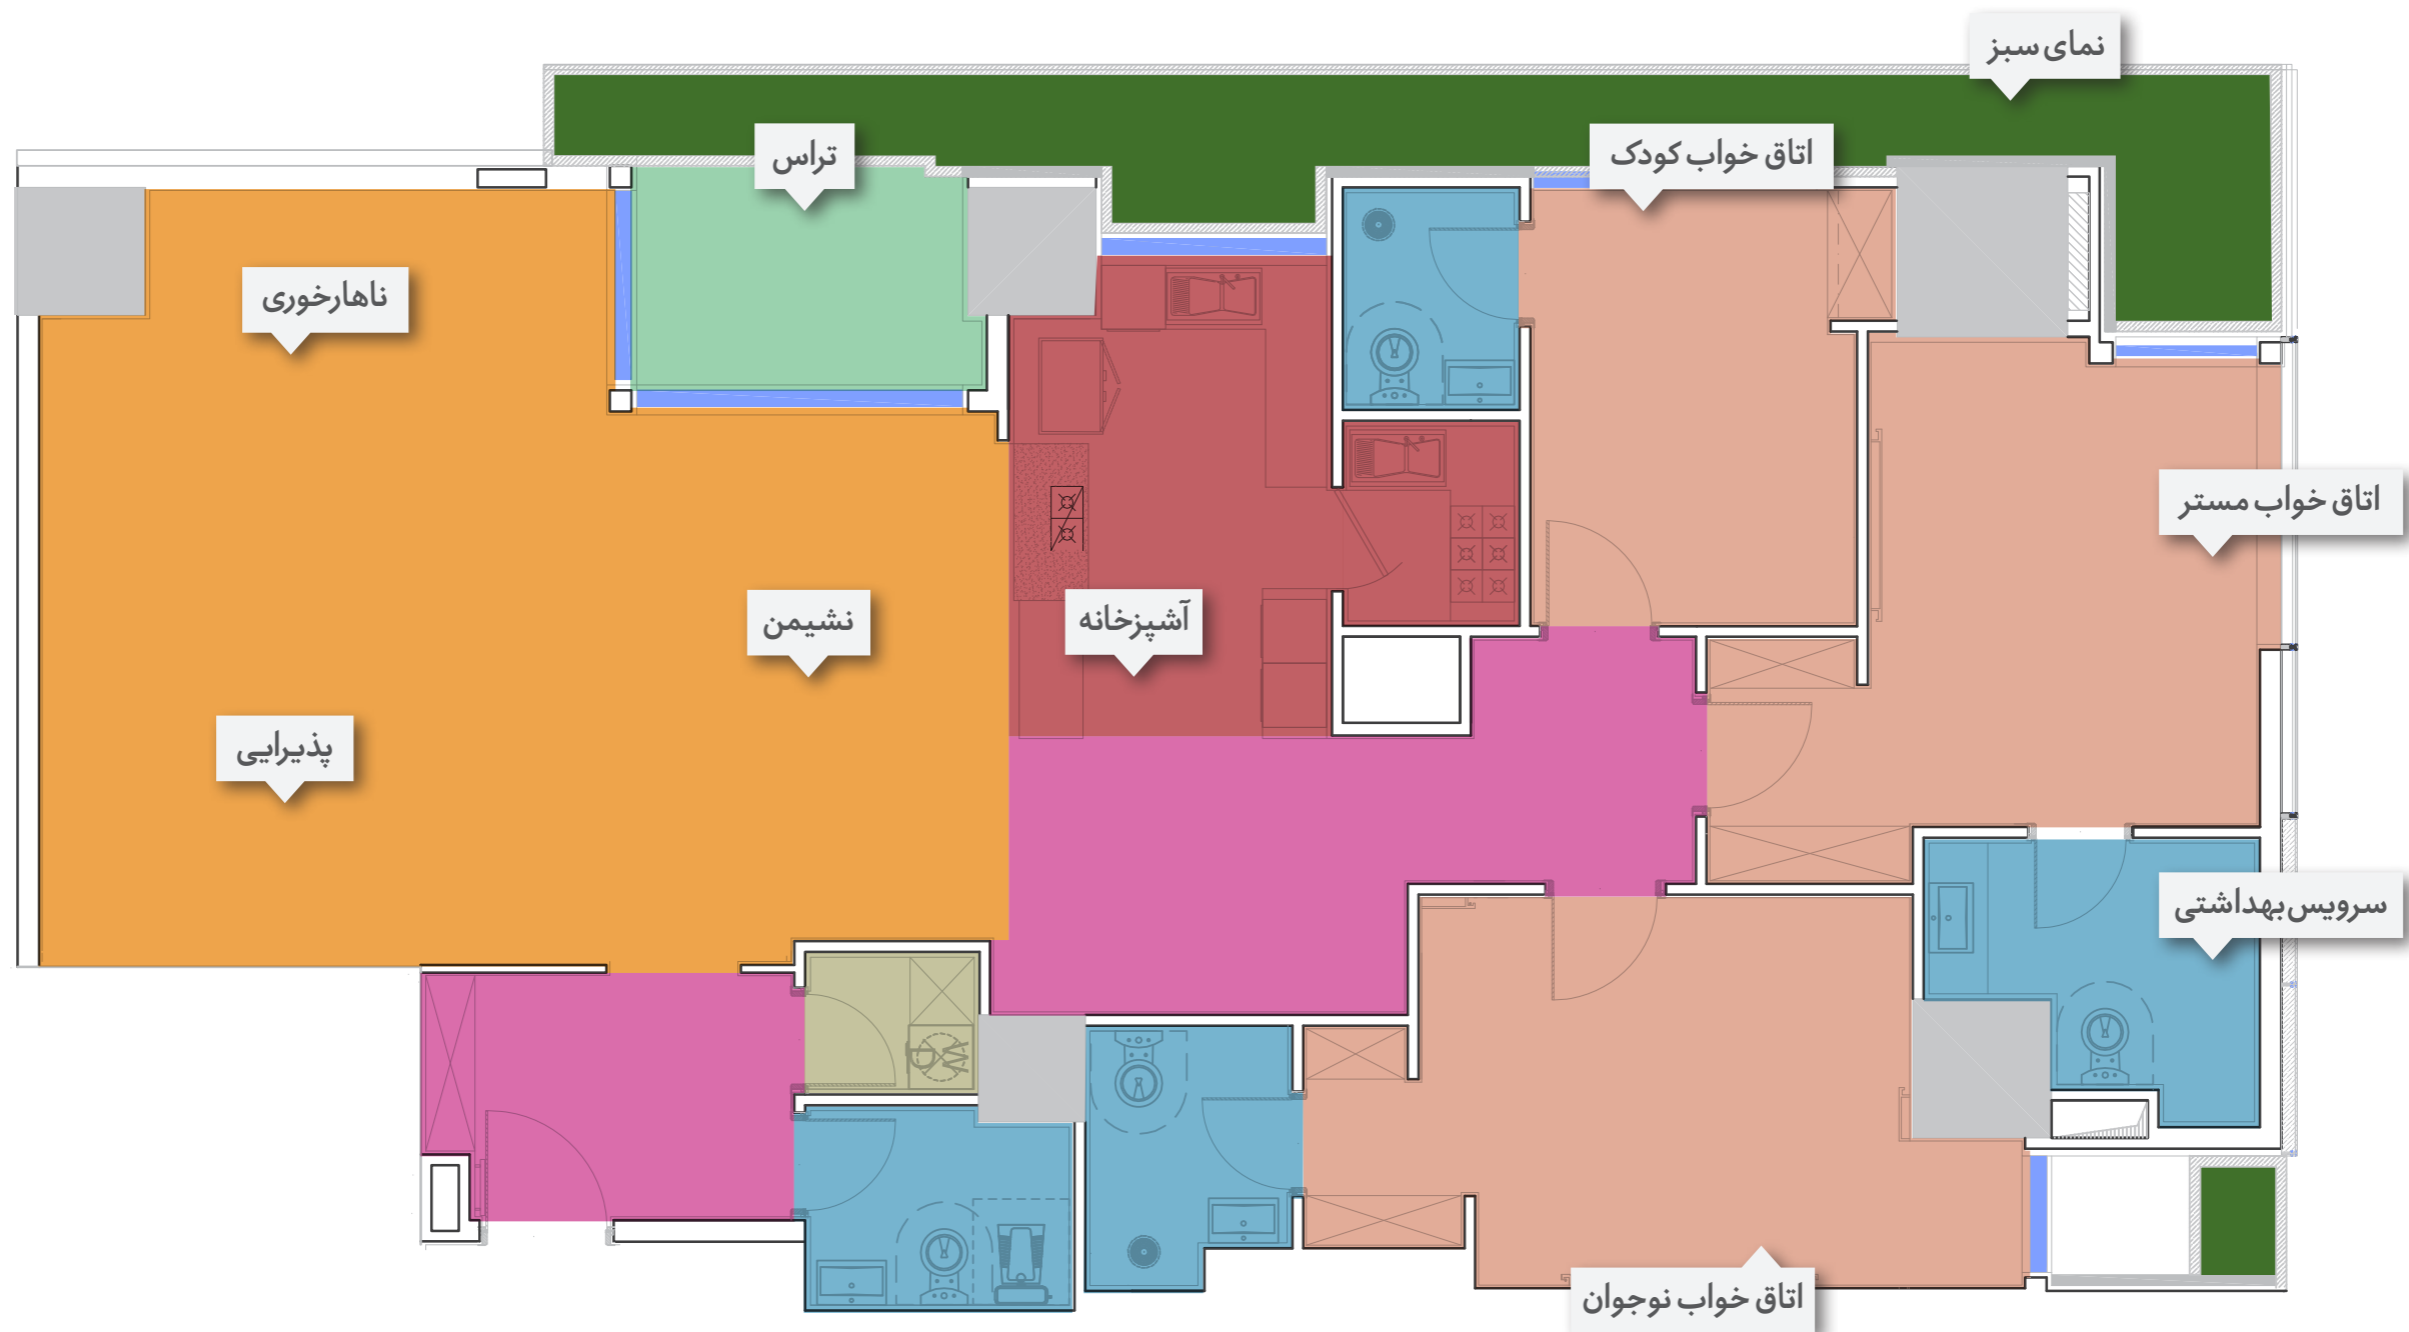 نمای سبز
اتاق خواب کودک
تراس
ناهارخوری
اتاق خواب مستر
آشپزخانه
نشیمن
پذیرایی
سرویس‌بهداشتی
اتاق خواب نوجوان